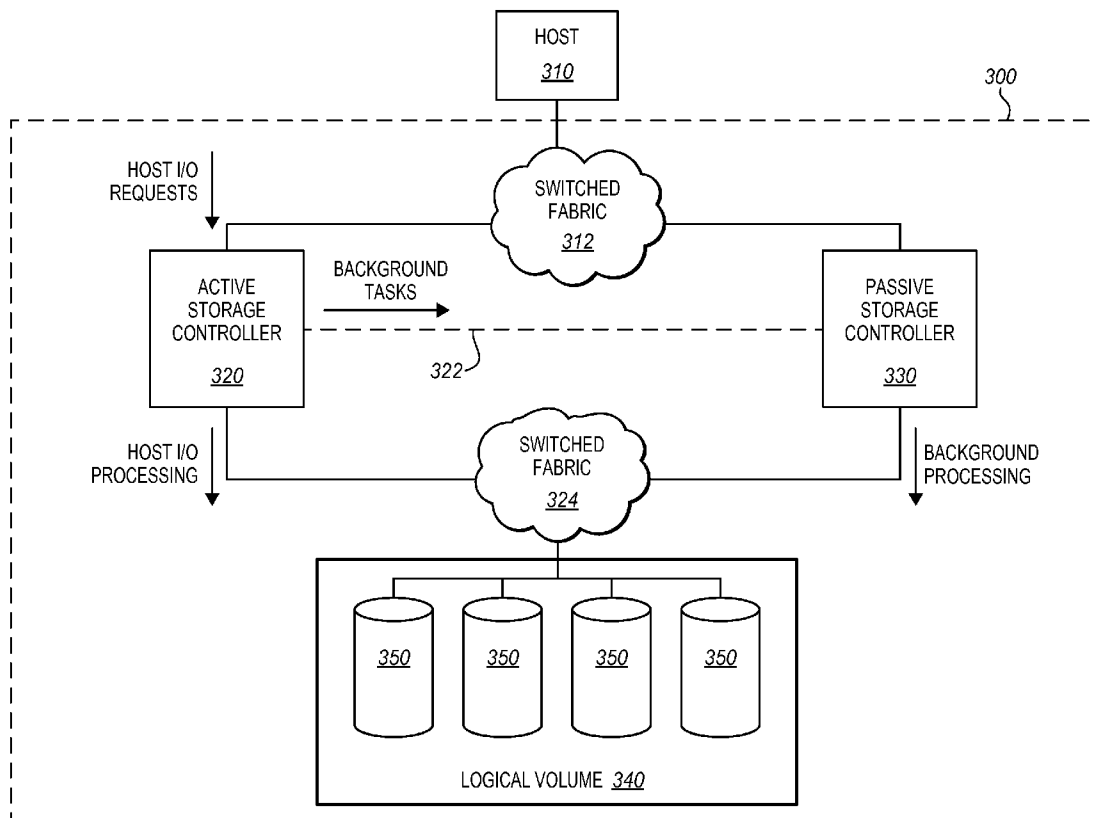 HOST
310
300
HOST I/O
REQUESTS
SWITCHED
FABRIC
312
ACTIVE
STORAGE
CONTROLLER
320
BACKGROUND
TASKS
322
PASSIVE
STORAGE
CONTROLLER
330
HOST I/O
PROCESSING
SWITCHED
FABRIC
324
BACKGROUND
PROCESSING
350
350
350
350
LOGICAL VOLUME 340